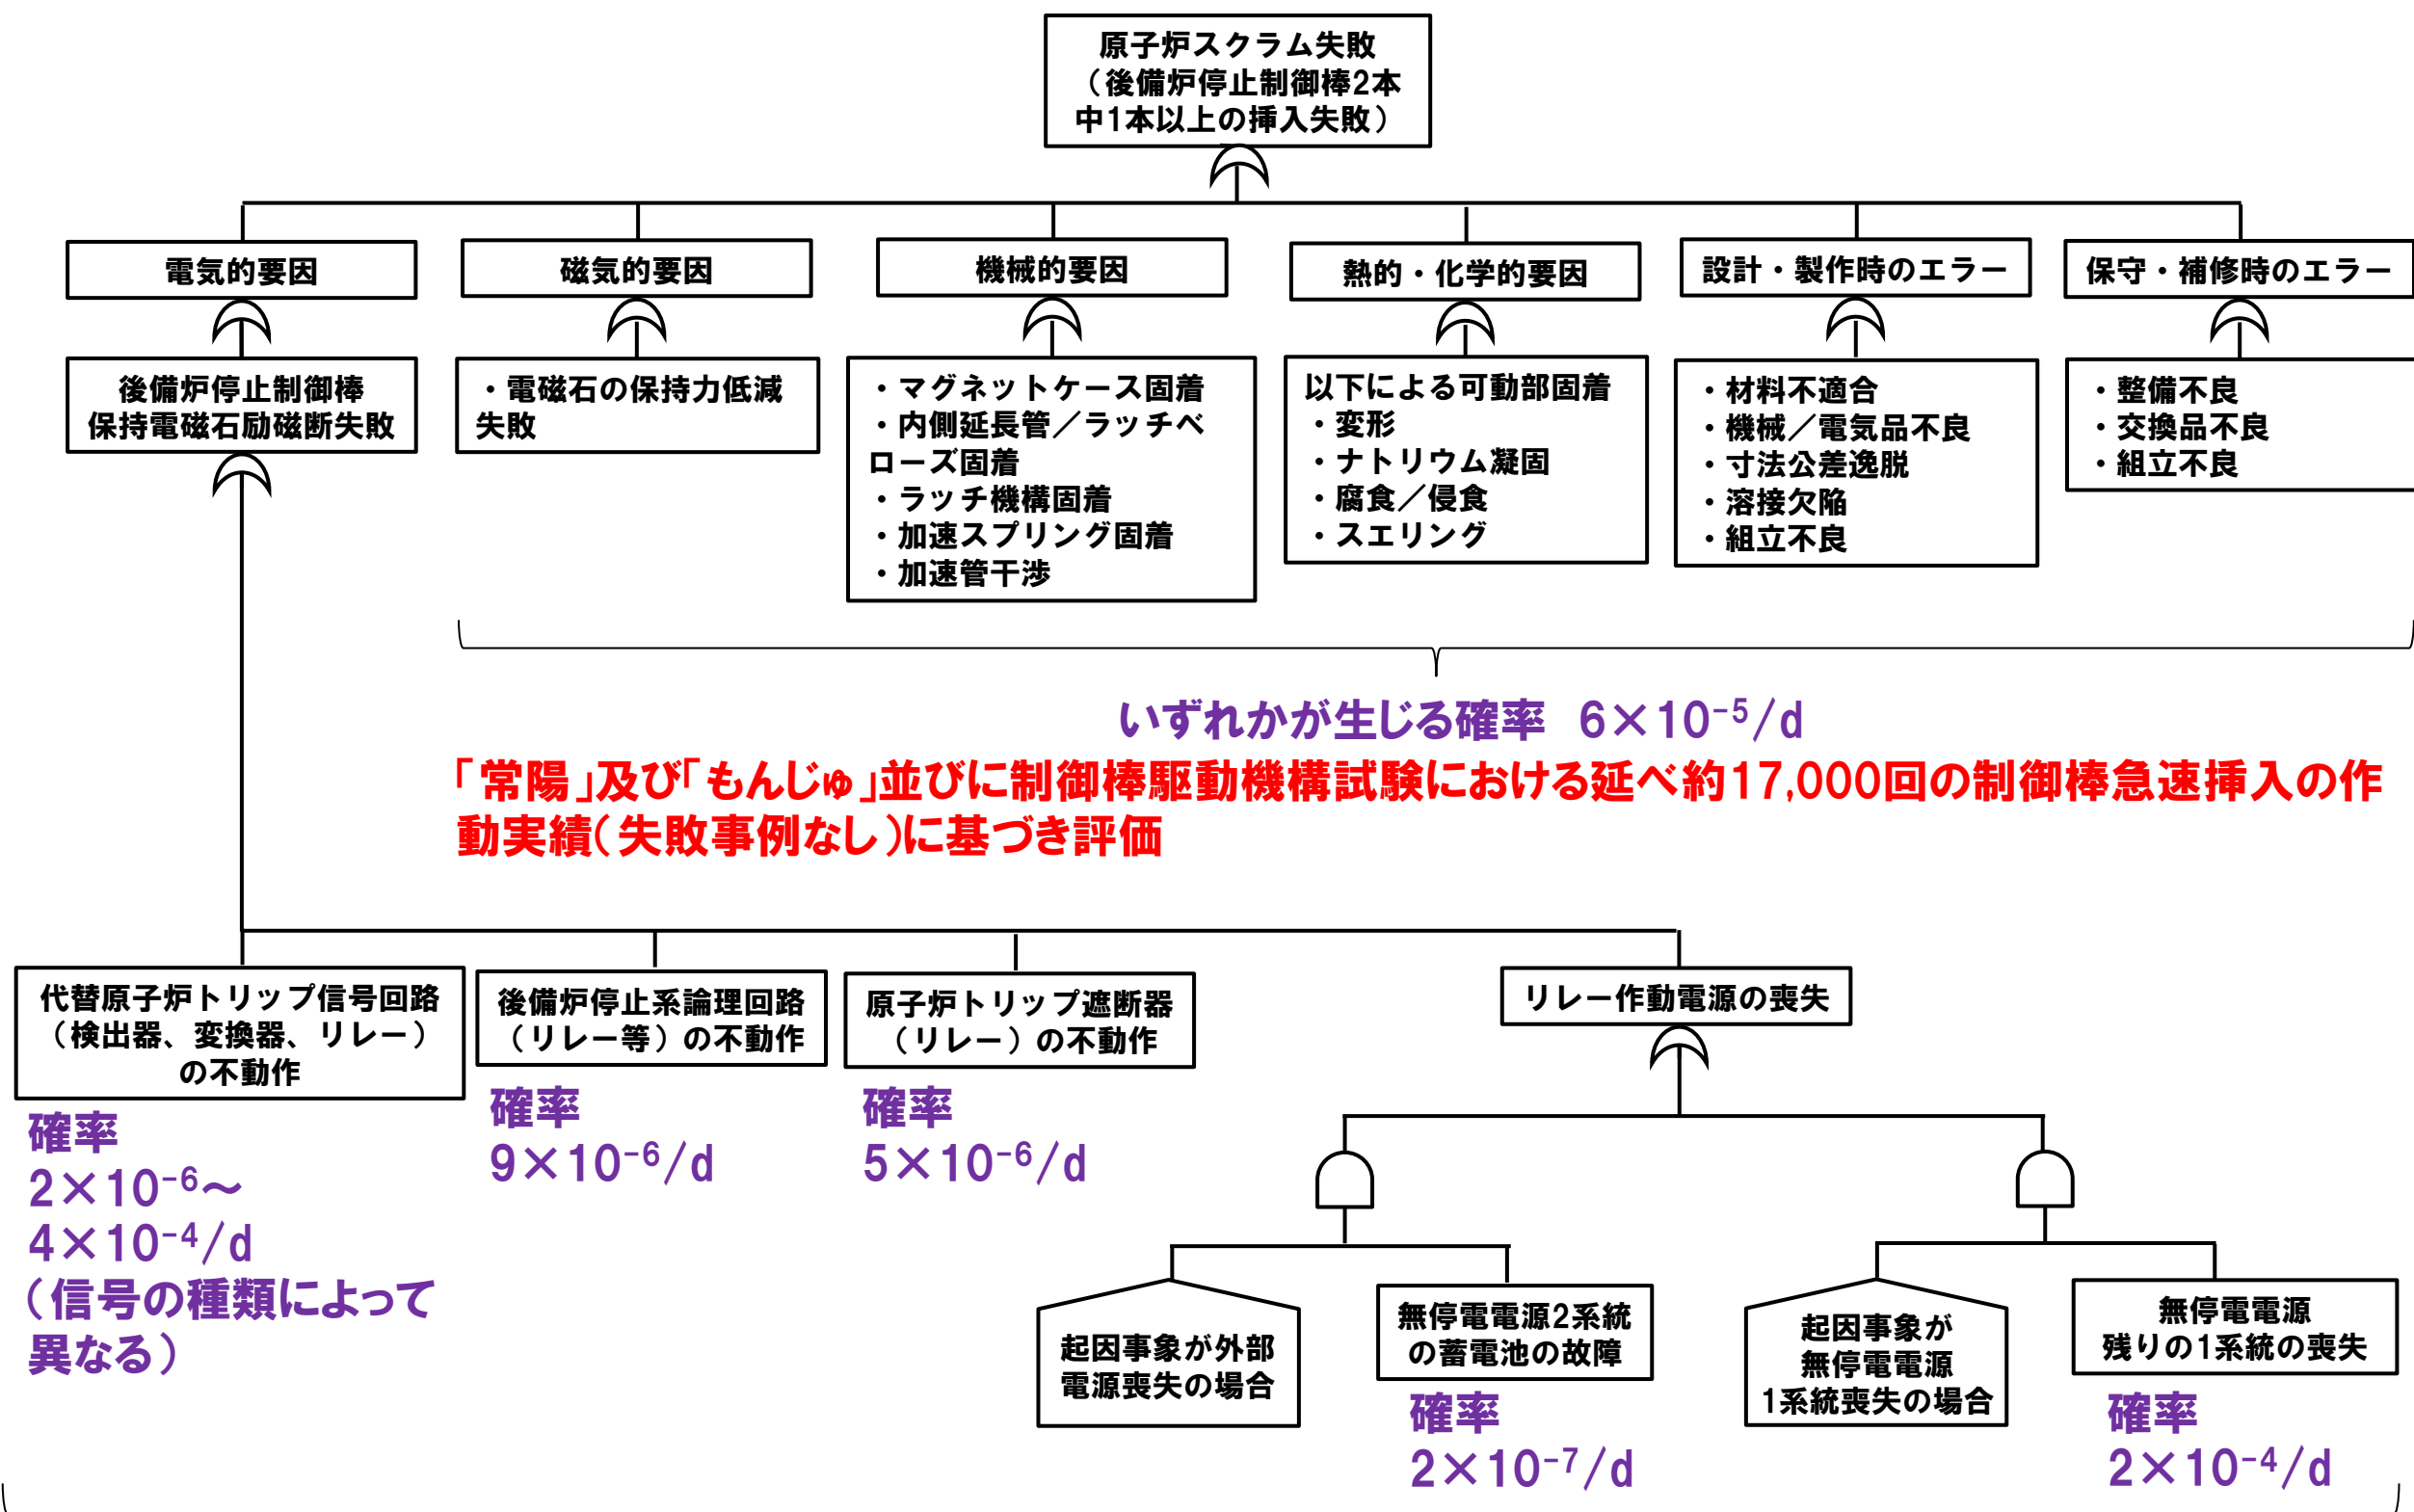 原子炉スクラム失敗
（後備炉停止制御棒2本
中1本以上の挿入失敗）
電気的要因
磁気的要因
機械的要因
熱的・化学的要因
設計・製作時のエラー
保守・補修時のエラー
後備炉停止制御棒
保持電磁石励磁断失敗
・電磁石の保持力低減
失敗
・マグネットケース固着
・内側延長管／ラッチベ
ローズ固着
・ラッチ機構固着
・加速スプリング固着
・加速管干渉
以下による可動部固着
・変形
・ナトリウム凝固
・腐食／侵食
・スエリング
・材料不適合
・機械／電気品不良
・寸法公差逸脱
・溶接欠陥
・組立不良
・整備不良
・交換品不良
・組立不良
いずれかが生じる確率　6×10⁻⁵/d
「常陽」及び「もんじゅ」並びに制御棒駆動機構試験における延べ約17,000回の制御棒急速挿入の作
動実績（失敗事例なし）に基づき評価
代替原子炉トリップ信号回路
（検出器、変換器、リレー）
の不動作
確率
2×10⁻⁶～
4×10⁻⁴/d
（信号の種類によって
異なる）
後備炉停止系論理回路
（リレー等）の不動作
確率
9×10⁻⁶/d
原子炉トリップ遮断器
（リレー）の不動作
確率
5×10⁻⁶/d
リレー作動電源の喪失
起因事象が外部
電源喪失の場合
無停電電源2系統
の蓄電池の故障
確率
2×10⁻⁷/d
起因事象が
無停電電源
1系統喪失の場合
無停電電源
残りの1系統の喪失
確率
2×10⁻⁴/d